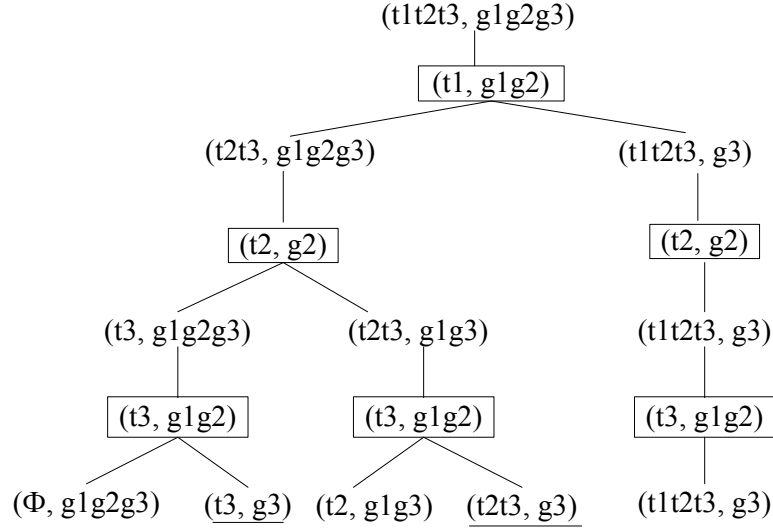 (t1t2t3, g1g2g3)
(t1, g1g2)
(t2t3, g1g2g3) (t1t2t3, g3)
(t2, g2) (t2, g2)
(t3, g1g2g3) (t2t3, g1g3) (t1t2t3, g3)
(t3, g1g2) (t3, g1g2) (t3, g1g2)
(Φ, g1g2g3) (t3, g3) (t2, g1g3) (t2t3, g3) (t1t2t3, g3)